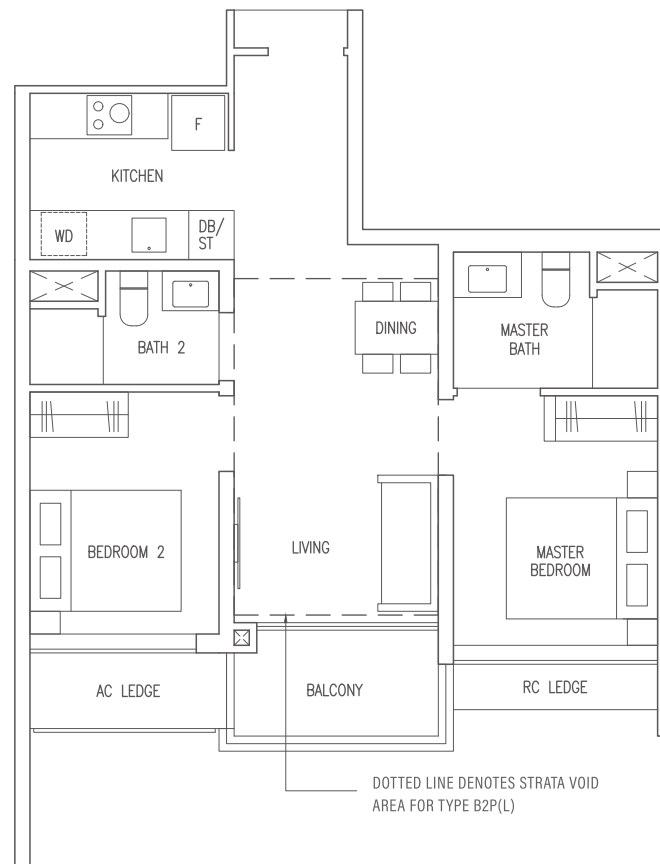 F
KITCHEN
WD
DB/
ST
BATH 2
DINING
MASTER
BATH
BEDROOM 2
LIVING
MASTER
BEDROOM
AC LEDGE
BALCONY
RC LEDGE
DOTTED LINE DENOTES STRATA VOID
AREA FOR TYPE B2P(L)